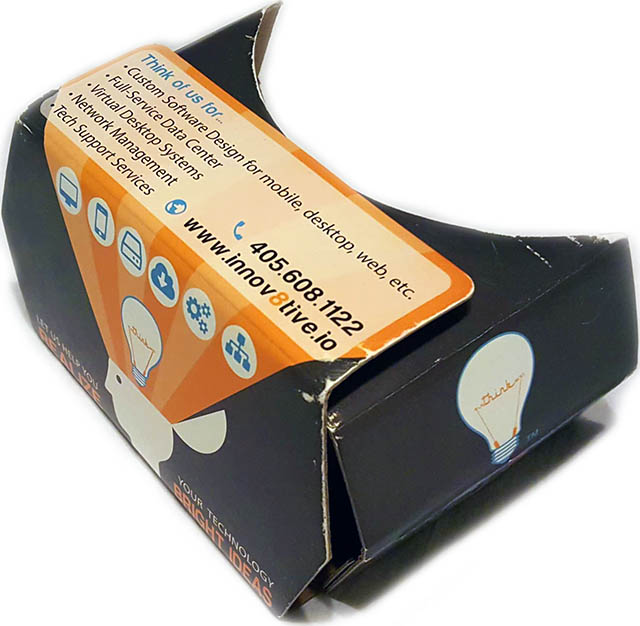 Think of us for...
• Custom Software Design for mobile, desktop, web, etc.
• Full-Service Data Center
• Virtual Desktop Systems
• Network Management
Tech Support Services
405.608.1122
www.innov8tive.io
think
LET US HELP YOU
REALIZE
YOUR TECHNOLOGY
BRIGHT IDEAS
think
TM